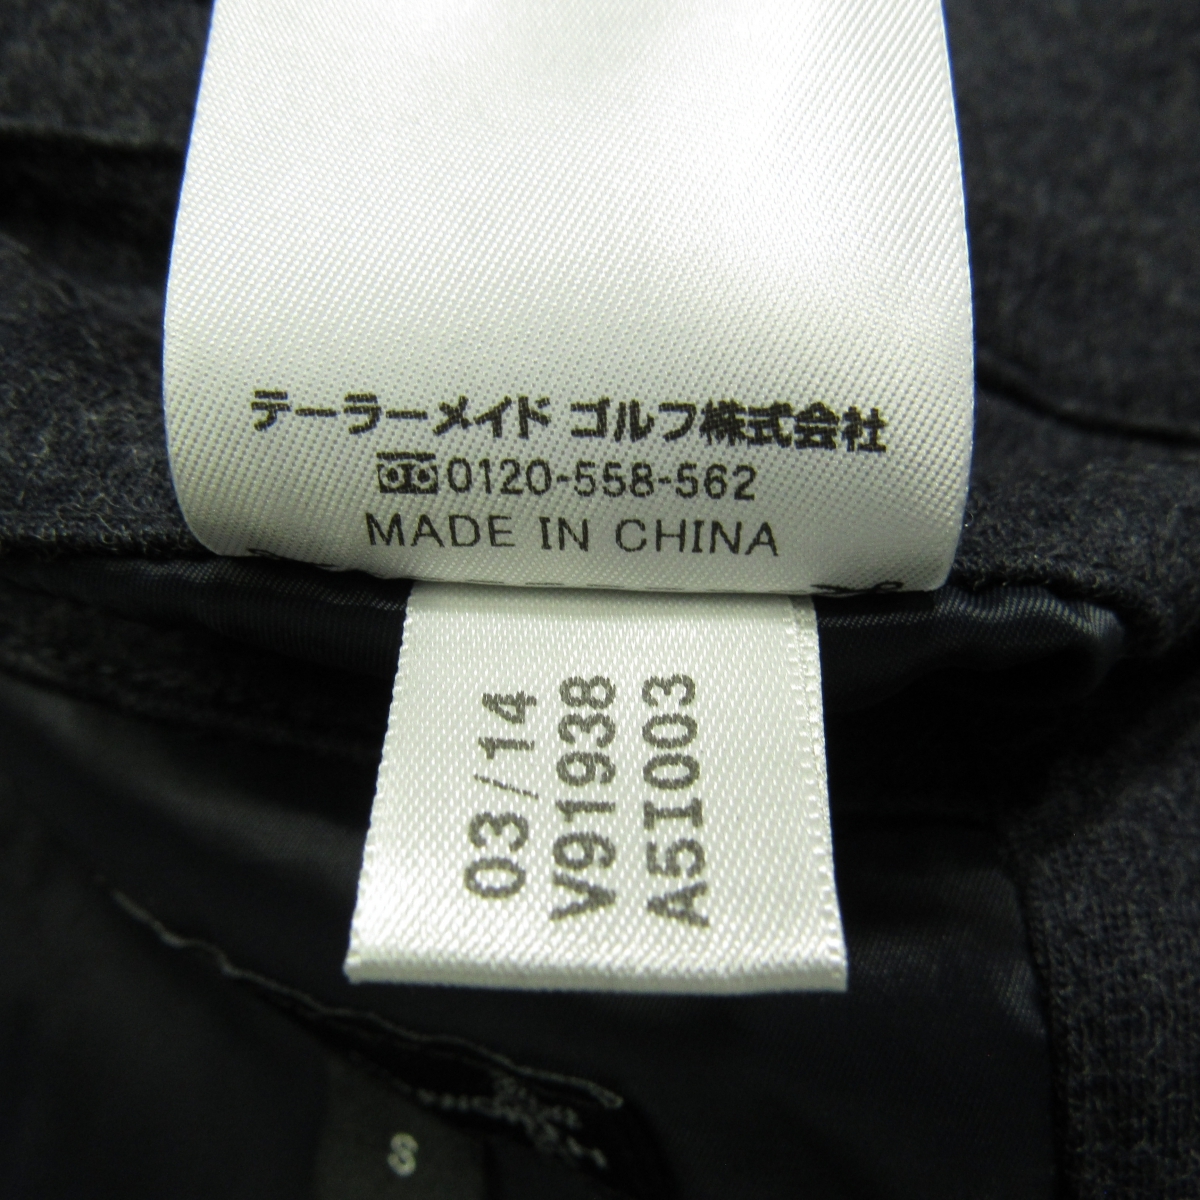 テーラーメイド ゴルフ株式会社
0120-558-562
MADE IN CHINA
03/14
V91938
A5I003
S